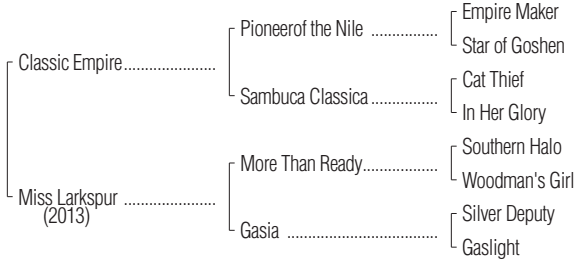 Empire Maker
Pioneerof the Nile ................
Star of Goshen
Classic Empire......................
Cat Thief
Sambuca Classica................
In Her Glory
Southern Halo
More Than Ready..................
Woodman's Girl
Miss Larkspur ......................
(2013)
Silver Deputy
Gasia ....................................
Gaslight